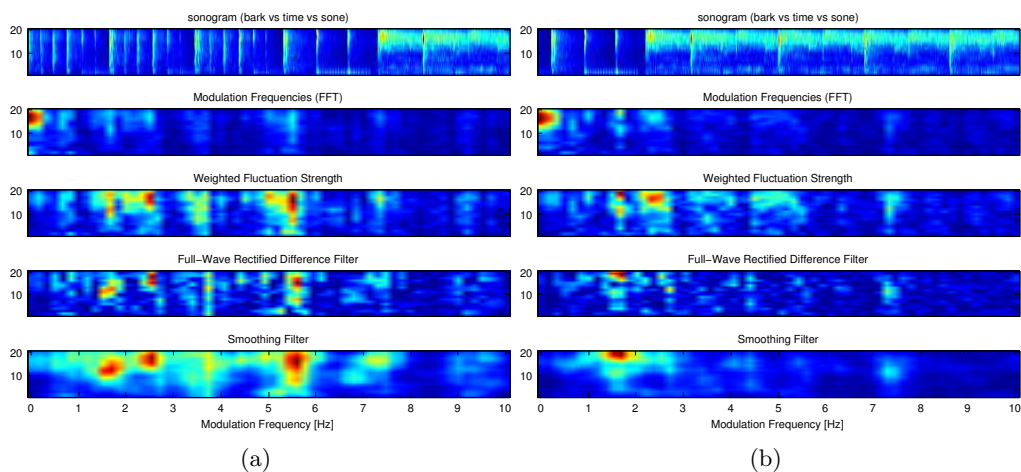 sonogram (bark vs time vs sone)
20
10
Modulation Frequencies (FFT)
20
10
Weighted Fluctuation Strength
20
10
Full−Wave Rectified Difference Filter
20
10
Smoothing Filter
20
10
0 1 2 3 4 5 6 7 8 9 10
Modulation Frequency [Hz]
(a)
sonogram (bark vs time vs sone)
20
10
Modulation Frequencies (FFT)
20
10
Weighted Fluctuation Strength
20
10
Full−Wave Rectified Difference Filter
20
10
Smoothing Filter
20
10
0 1 2 3 4 5 6 7 8 9 10
Modulation Frequency [Hz]
(b)